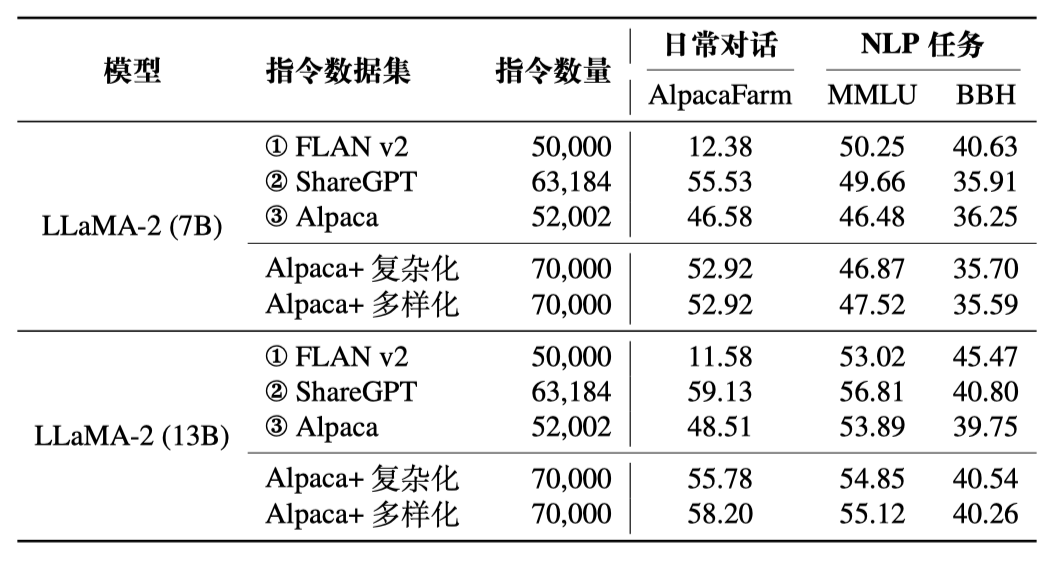 模型 指令数据集 指令数量 日常对话 NLP 任务
AlpacaFarm MMLU BBH
LLaMA-2 (7B)
① FLAN v2 50,000 12.38 50.25 40.63
② ShareGPT 63,184 55.53 49.66 35.91
③ Alpaca 52,002 46.58 46.48 36.25
Alpaca+ 复杂化 70,000 52.92 46.87 35.70
Alpaca+ 多样化 70,000 52.92 47.52 35.59
LLaMA-2 (13B)
① FLAN v2 50,000 11.58 53.02 45.47
② ShareGPT 63,184 59.13 56.81 40.80
③ Alpaca 52,002 48.51 53.89 39.75
Alpaca+ 复杂化 70,000 55.78 54.85 40.54
Alpaca+ 多样化 70,000 58.20 55.12 40.26